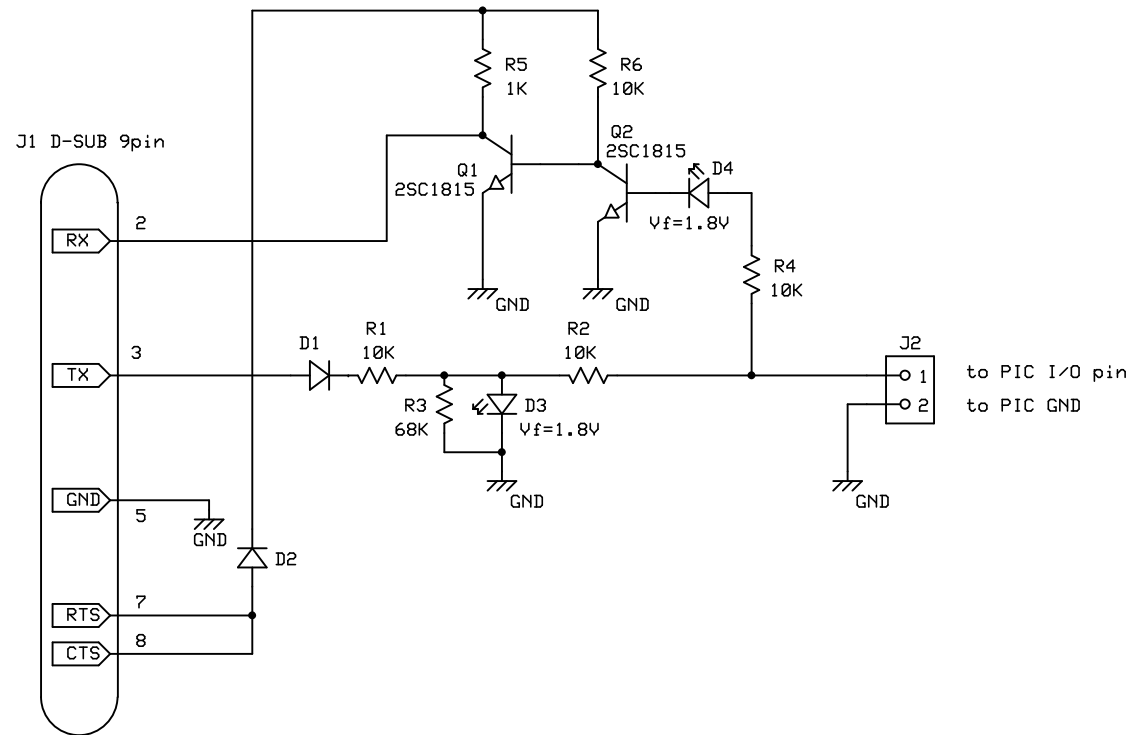 R5
1K
R6
10K
J1 D-SUB 9pin
Q1
2SC1815
Q2
2SC1815
D4
Vf=1.8V
2
RX
R4
10K
GND
GND
3
TX
D1
R1
10K
R2
10K
J2
1
to PIC I/O pin
2
to PIC GND
R3
68K
D3
Vf=1.8V
GND
GND
GND
5
GND
D2
7
RTS
8
CTS